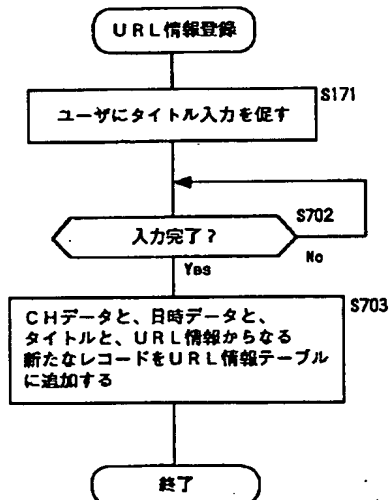 URL情報登録
S171
ユーザにタイトル入力を促す
S702
入力完了?
No
Yes
S703
CHデータと、日時データと、
タイトルと、URL情報からなる
新たなレコードをURL情報テーブル
に追加する
終了